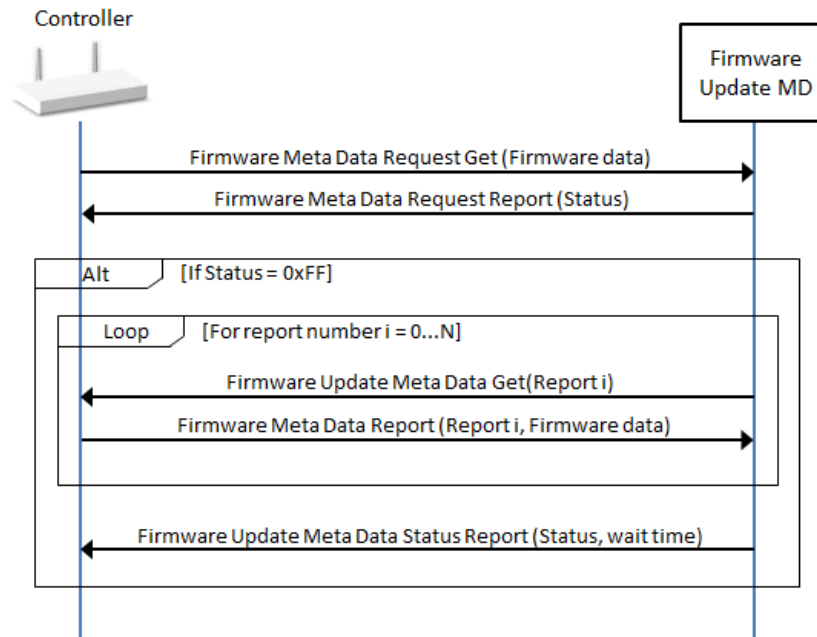 Controller
Firmware
Update MD
Firmware Meta Data Request Get (Firmware data)
Firmware Meta Data Request Report (Status)
Alt
[If Status = 0xFF]
Loop
[For report number i = 0...N]
Firmware Update Meta Data Get(Report i)
Firmware Meta Data Report (Report i, Firmware data)
Firmware Update Meta Data Status Report (Status, wait time)